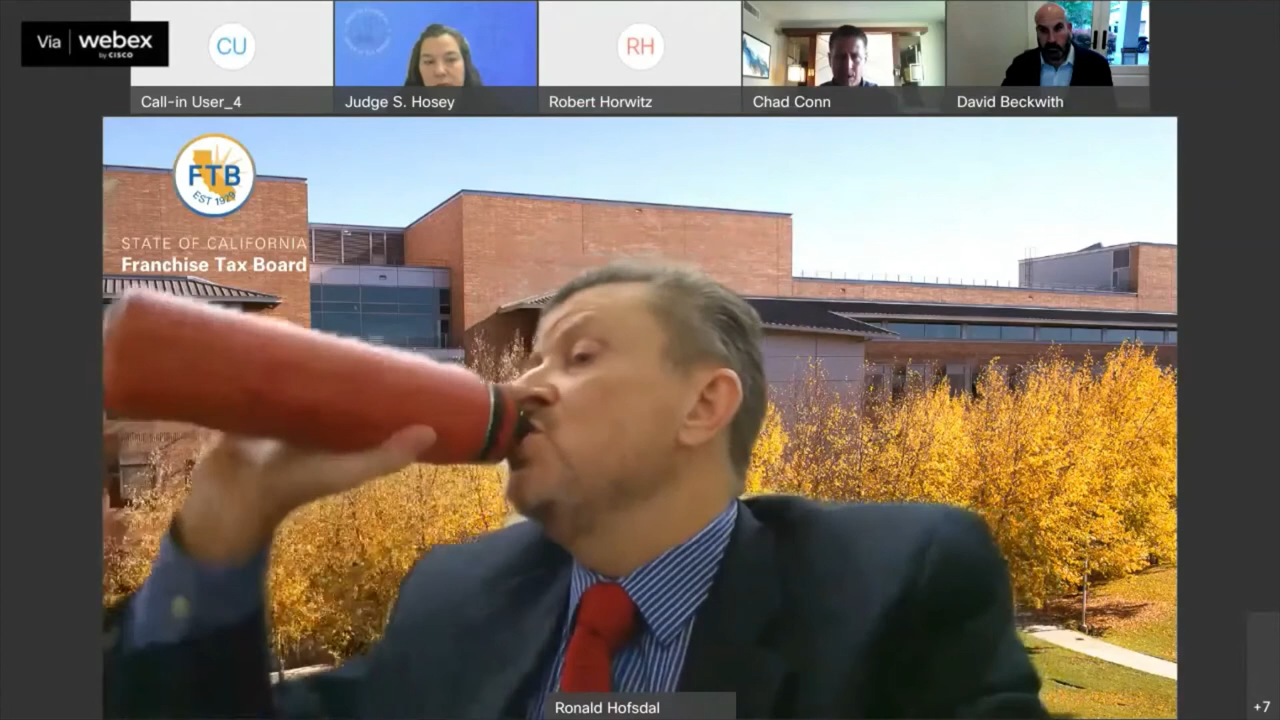 Via webex
by CISCO
CU
RH
Call-in User_4
Judge S. Hosey
Robert Horwitz
Chad Conn
David Beckwith
FTB
EST 1929
STATE OF CALIFORNIA
Franchise Tax Board
Ronald Hofsdal
+7